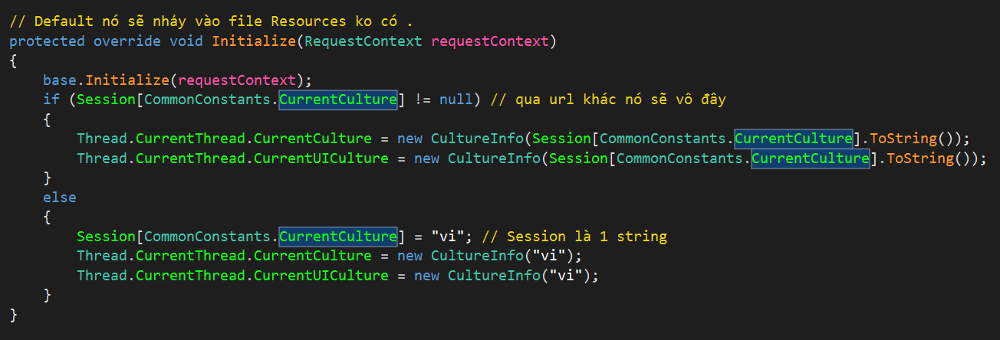 // Default nó sẽ nhảy vào file Resources ko có .
protected override void Initialize(RequestContext requestContext)
{
    base.Initialize(requestContext);
    if (Session[CommonConstants.CurrentCulture] != null) // qua url khác nó sẽ vô đây
    {
        Thread.CurrentThread.CurrentCulture = new CultureInfo(Session[CommonConstants.CurrentCulture].ToString());
        Thread.CurrentThread.CurrentUICulture = new CultureInfo(Session[CommonConstants.CurrentCulture].ToString());
    }
    else
    {
        Session[CommonConstants.CurrentCulture] = "vi"; // Session là 1 string
        Thread.CurrentThread.CurrentCulture = new CultureInfo("vi");
        Thread.CurrentThread.CurrentUICulture = new CultureInfo("vi");
    }
}